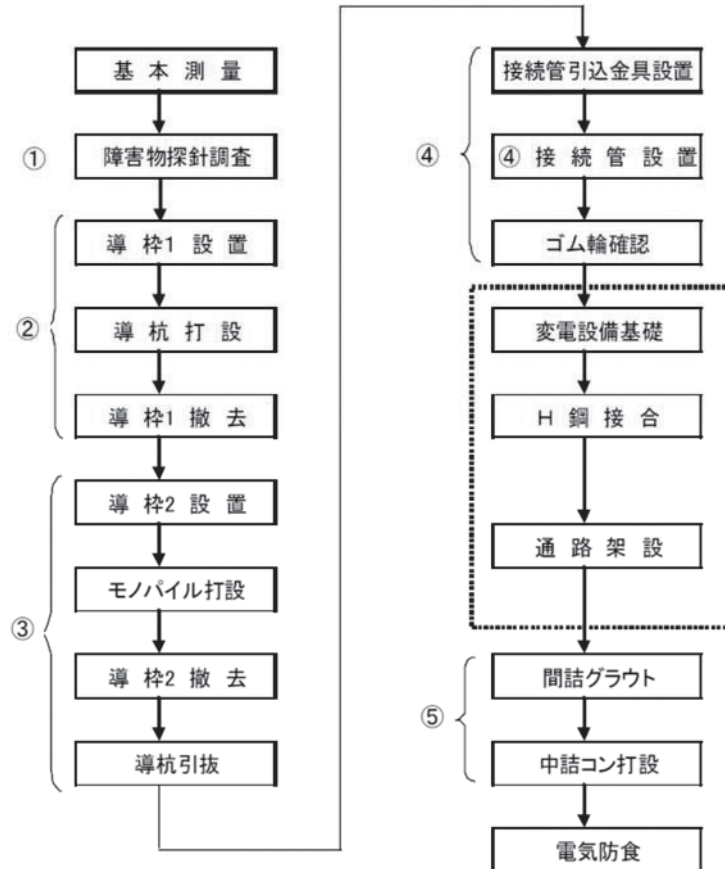 基本測量
① 障害物探針調査
導枠1設置
② 導杭打設
導枠1撤去
導枠2設置
モノパイル打設
③
導枠2撤去
導杭引抜
接続管引込金具設置
④ ④接続管設置
ゴム輪確認
変電設備基礎
H鋼接合
通路架設
間詰グラウト
⑤
中詰コン打設
電気防食